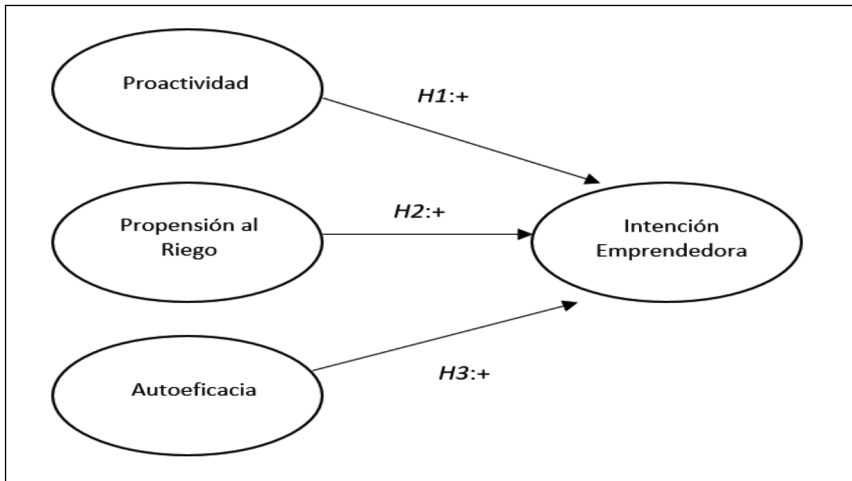 Proactividad
H1:+
Propensión al
Riego
H2:+
Intención
Emprendedora
Autoeficacia
H3:+